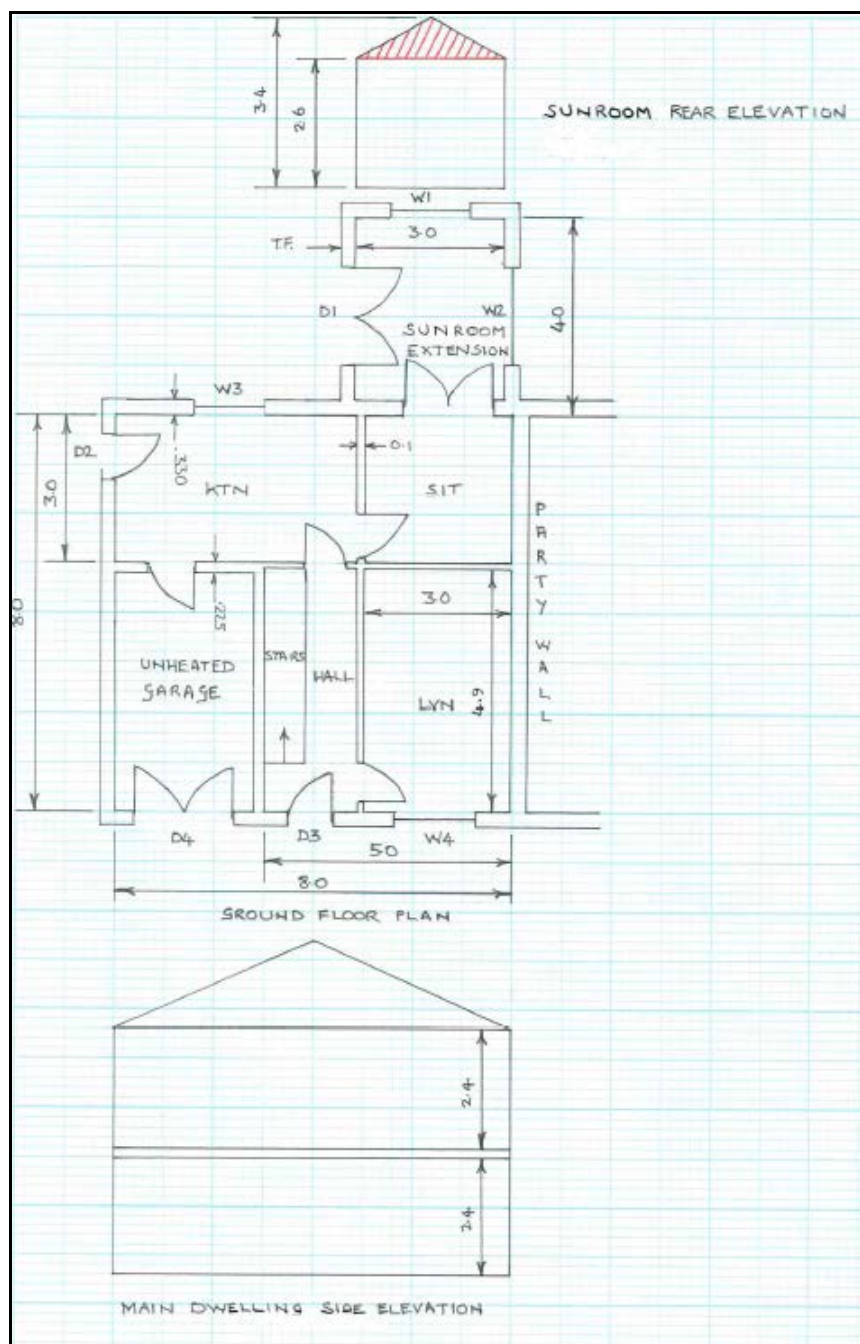 3.4
2.6
SUNROOM REAR ELEVATION
W1
3.0
T.F.
D1
W2
4.0
SUNROOM
EXTENSION
W3
D2
.330
0.1
3.0
KTN
SIT
8.0
.225
3.0
UNHEATED
GARAGE
STAIRS
HALL
LVN
4.9
PARTY WALL
D4
D3
W4
5.0
8.0
GROUND FLOOR PLAN
2.4
2.4
MAIN DWELLING SIDE ELEVATION